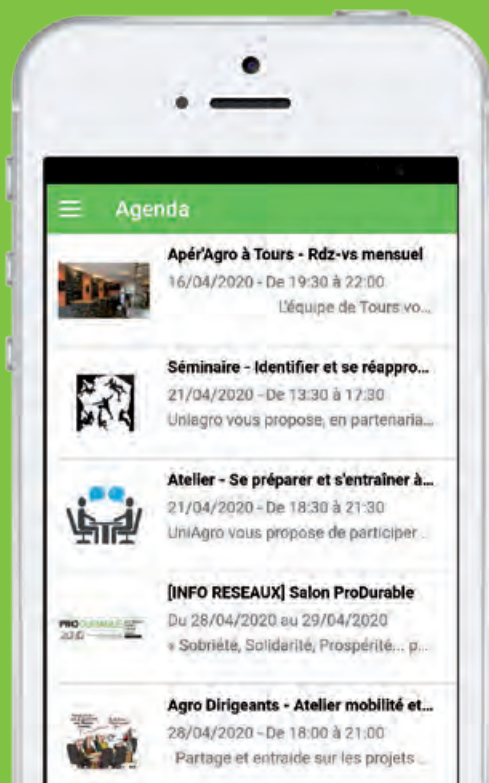 Agenda
Apér'Agro à Tours - Rdz-vs mensuel
16/04/2020 - De 19:30 à 22:00
L'équipe de Tours vo...
Séminaire - Identifier et se réappro...
21/04/2020 - De 13:30 à 17:30
Uniagro vous propose, en partenaria...
Atelier - Se préparer et s'entraîner à...
21/04/2020 - De 18:30 à 21:30
UniAgro vous propose de participer ...
[INFO RESEAUX] Salon ProDurable
Du 28/04/2020 au 29/04/2020
PRODURABLE
« Sobriété, Solidarité, Prospérité... p...
Agro Dirigeants - Atelier mobilité et...
28/04/2020 - De 18:00 à 21:00
Partage et entraide sur les projets ...